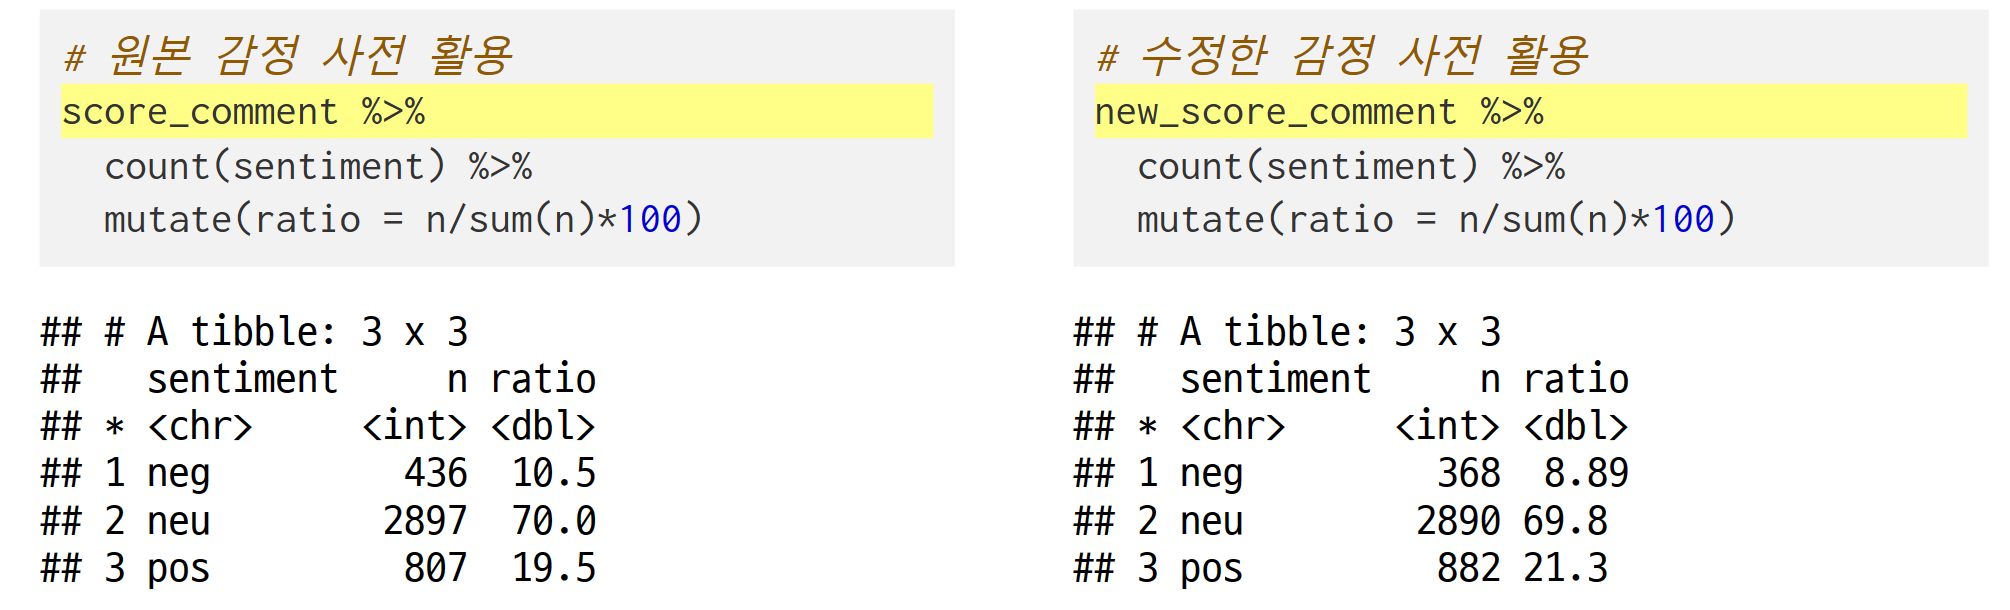 # 원본 감정 사전 활용
score_comment %>%
  count(sentiment) %>%
  mutate(ratio = n/sum(n)*100)
## # A tibble: 3 x 3
##   sentiment     n ratio
## * <chr>     <int> <dbl>
## 1 neg         436  10.5
## 2 neu        2897  70.0
## 3 pos         807  19.5
# 수정한 감정 사전 활용
new_score_comment %>%
  count(sentiment) %>%
  mutate(ratio = n/sum(n)*100)
## # A tibble: 3 x 3
##   sentiment     n ratio
## * <chr>     <int> <dbl>
## 1 neg         368  8.89
## 2 neu        2890 69.8
## 3 pos         882 21.3